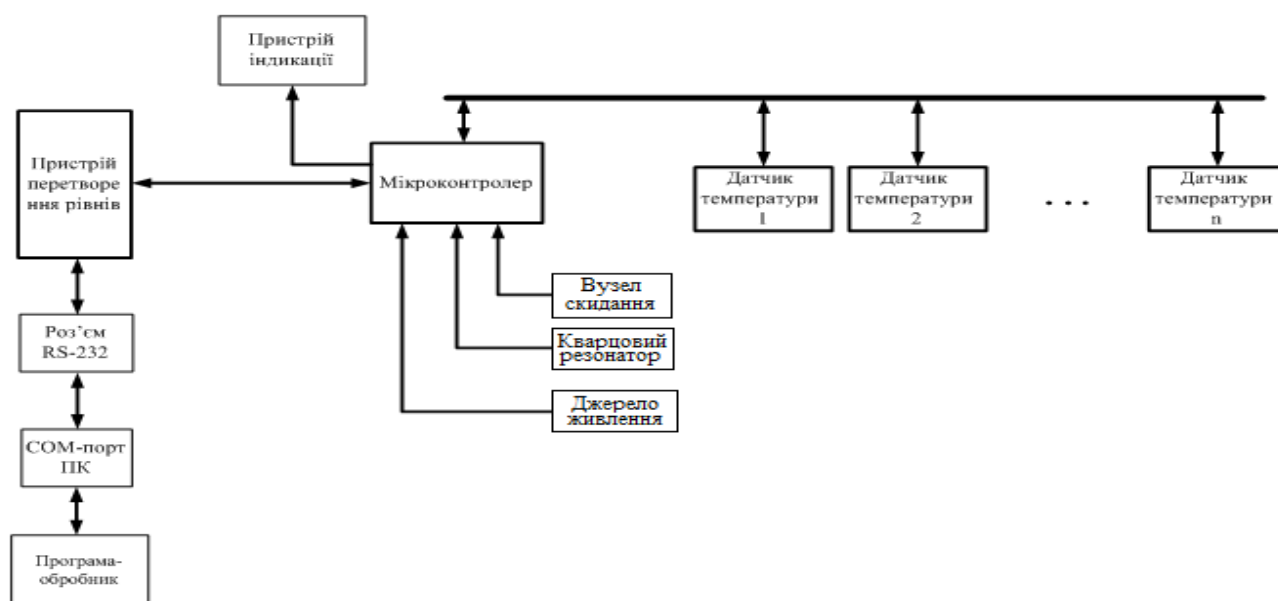 Пристрій
індикації
Пристрій
перетворе
ення рівнів
Мікроконтролер
Датчик
температури
1
Датчик
температури
2
. . .
Датчик
температури
n
Вузел
скидання
Кварцовий
резонатор
Джерело
живлення
Роз’єм
RS-232
COM-порт
ПК
Програма-
обробник